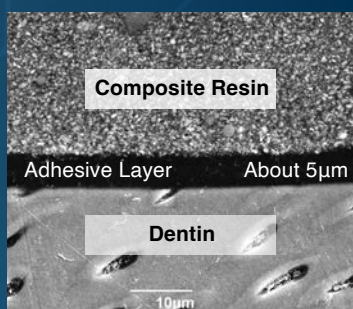 Composite Resin
Adhesive Layer About 5μm
Dentin
10μm